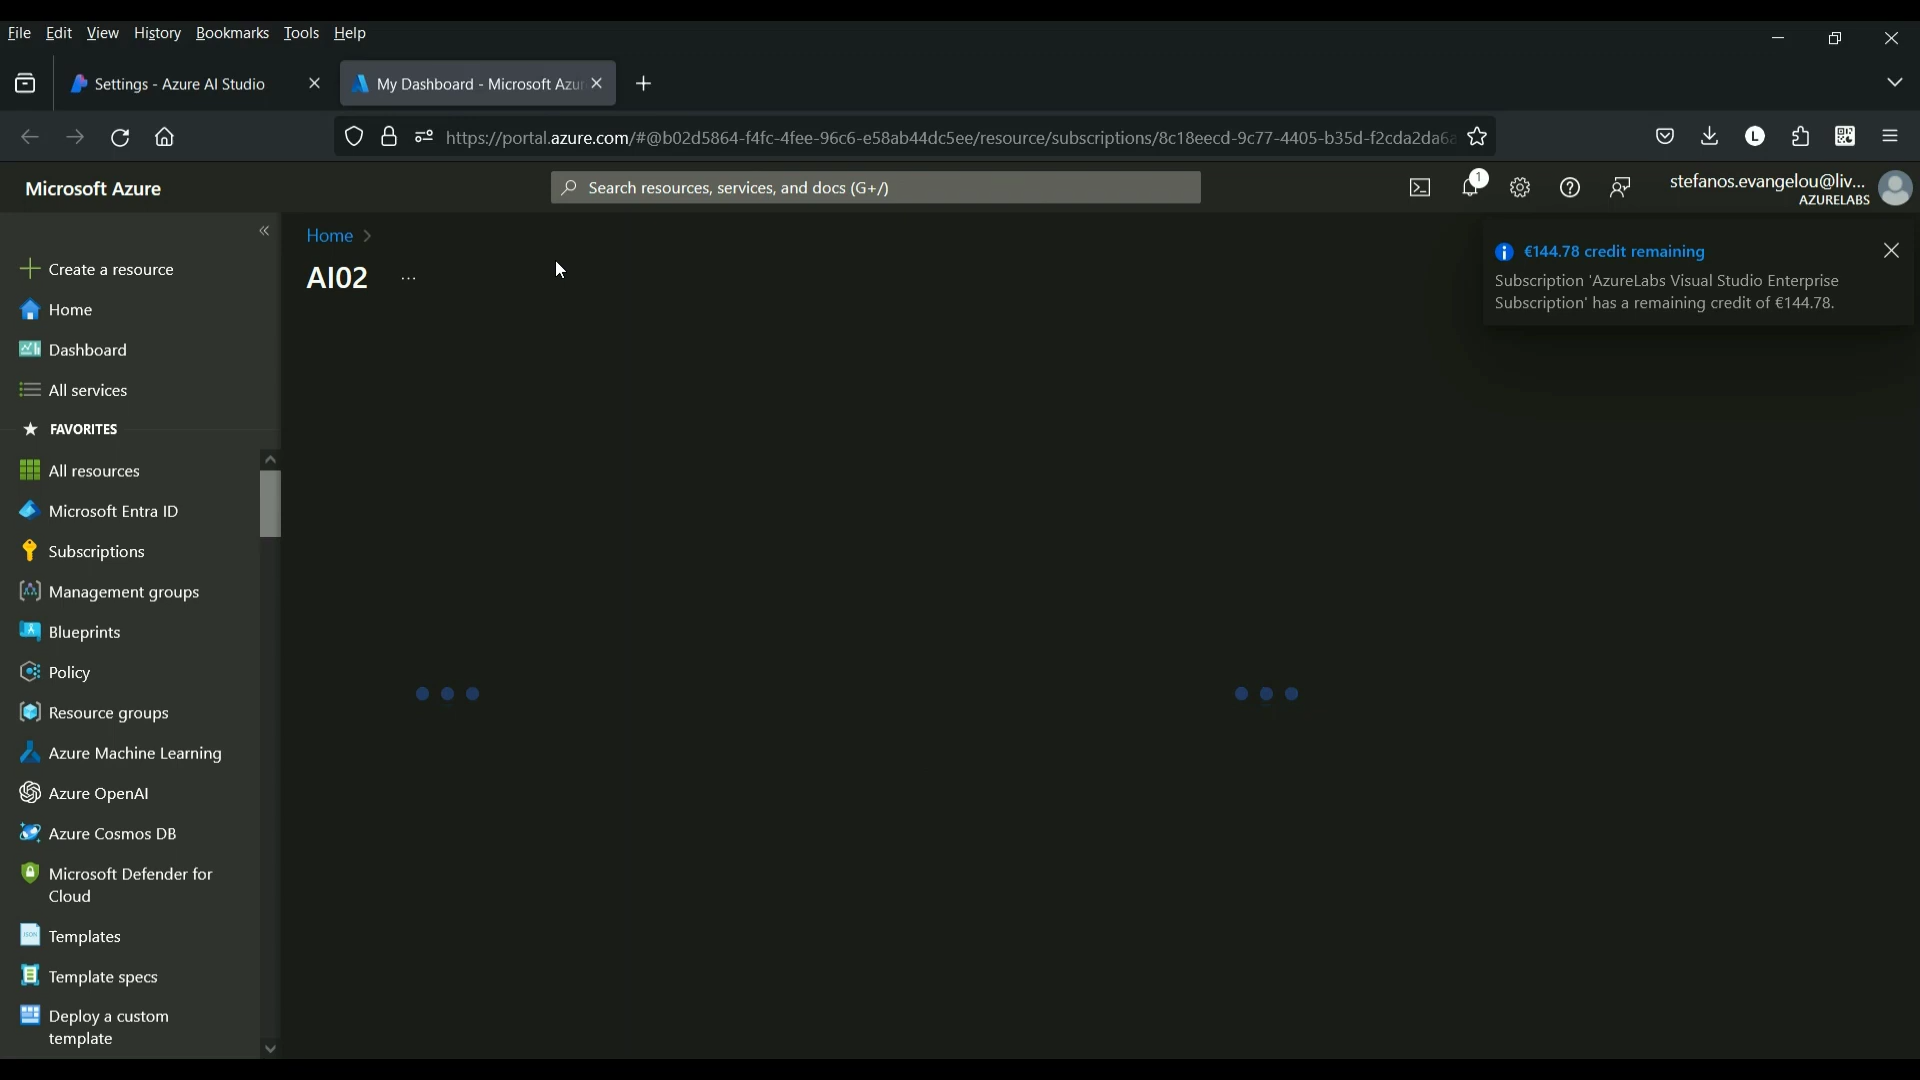 File Edit View History Bookmarks Tools Help
Settings - Azure AI Studio
My Dashboard - Microsoft Azu
https://portal.azure.com/#@b02d5864-f4fc-4fee-96c6-e58ab44dc5ee/resource/subscriptions/8c18eecd-9c77-4405-b35d-f2cda2da6a
L
Microsoft Azure
Search resources, services, and docs (G+/)
1
stefanos.evangelou@liv...
AZURELABS
Home >
AI02 ...
€144.78 credit remaining
Subscription 'AzureLabs Visual Studio Enterprise
Subscription' has a remaining credit of €144.78.
Create a resource
Home
Dashboard
All services
FAVORITES
All resources
Microsoft Entra ID
Subscriptions
Management groups
Blueprints
Policy
Resource groups
Azure Machine Learning
Azure OpenAI
Azure Cosmos DB
Microsoft Defender for
Cloud
Templates
Template specs
Deploy a custom
template